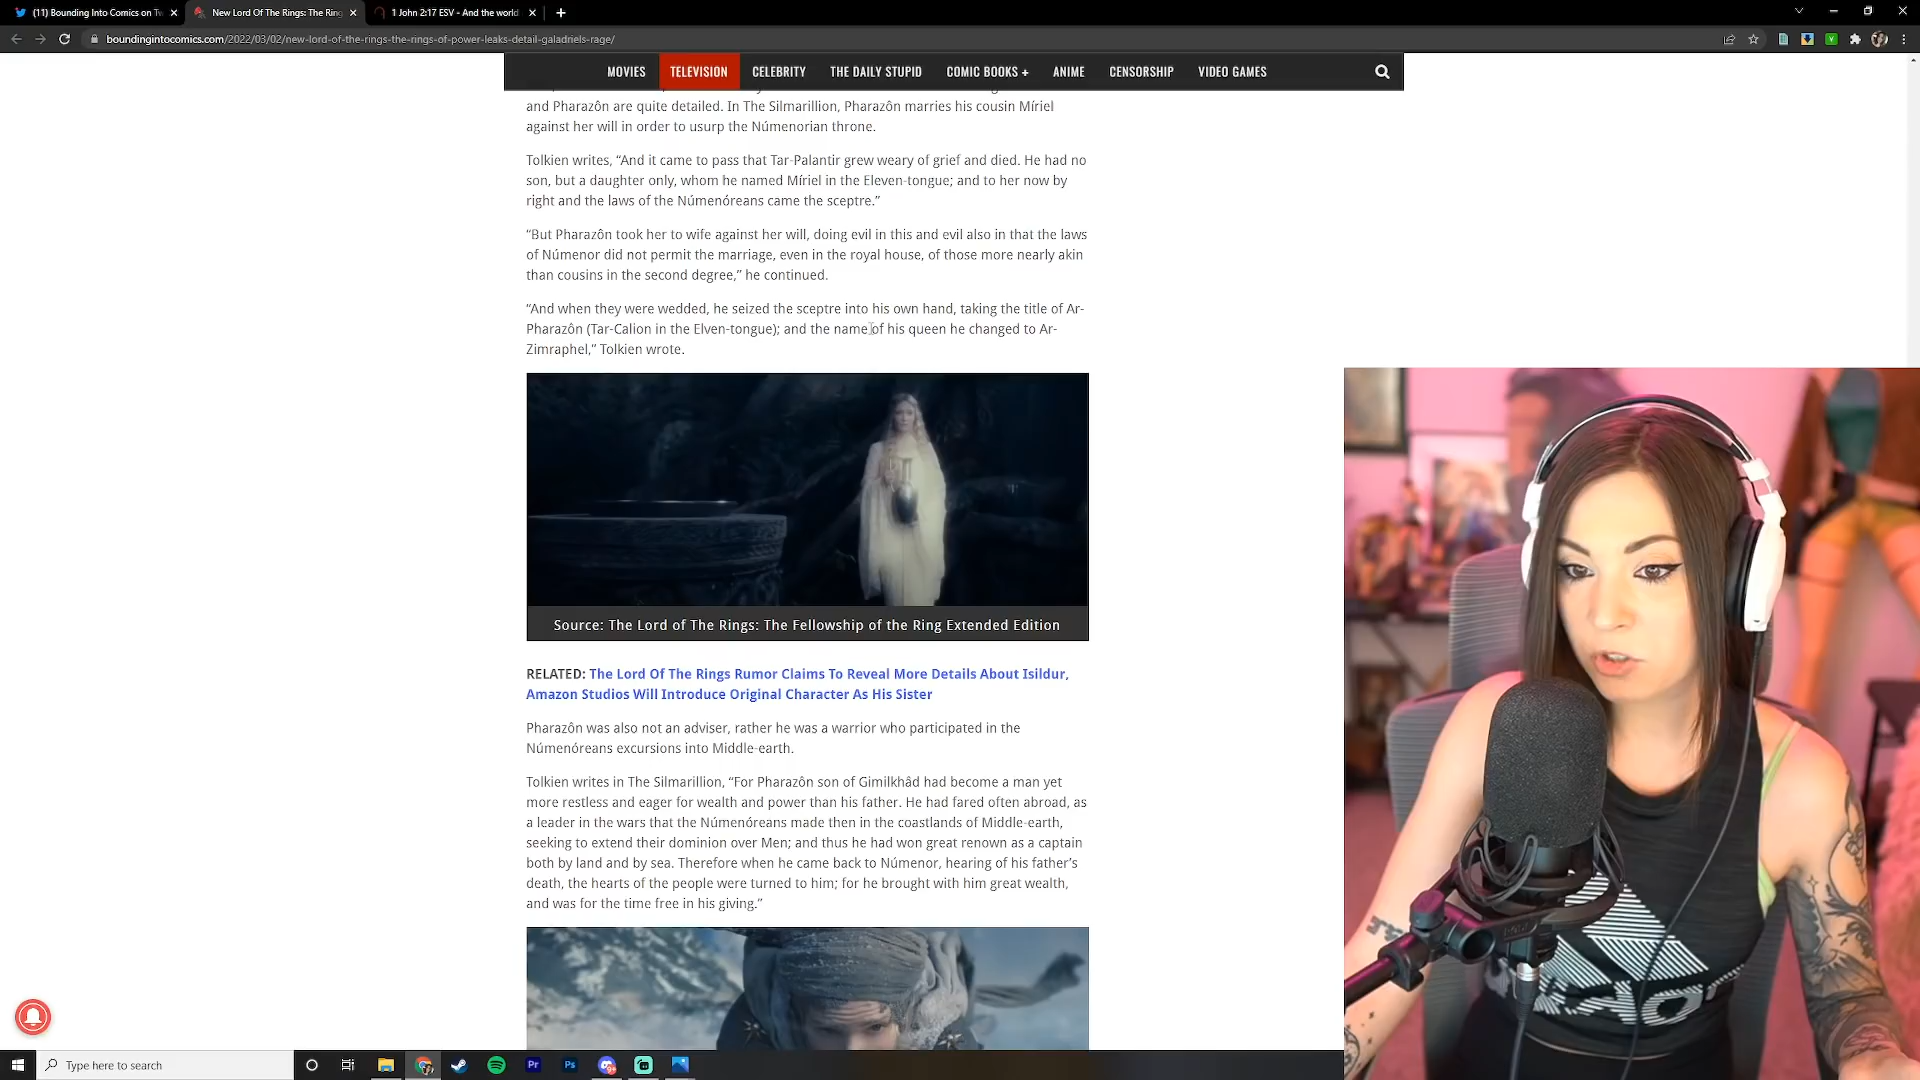 (11) Bounding Into Comics on Tw
New Lord Of The Rings: The Ring
1 John 2:17 ESV - And the world
boundingintocomics.com/2022/03/02/new-lord-of-the-rings-the-rings-of-power-leaks-detail-galadriels-rage/
MOVIES TELEVISION CELEBRITY THE DAILY STUPID COMIC BOOKS + ANIME CENSORSHIP VIDEO GAMES
and Pharazôn are quite detailed. In The Silmarillion, Pharazôn marries his cousin Míriel
against her will in order to usurp the Númenorian throne.
Tolkien writes, “And it came to pass that Tar-Palantir grew weary of grief and died. He had no
son, but a daughter only, whom he named Míriel in the Eleven-tongue; and to her now by
right and the laws of the Númenóreans came the sceptre.”
“But Pharazôn took her to wife against her will, doing evil in this and evil also in that the laws
of Númenor did not permit the marriage, even in the royal house, of those more nearly akin
than cousins in the second degree,” he continued.
“And when they were wedded, he seized the sceptre into his own hand, taking the title of Ar-
Pharazôn (Tar-Calion in the Elven-tongue); and the name of his queen he changed to Ar-
Zimraphel,” Tolkien wrote.
Source: The Lord of The Rings: The Fellowship of the Ring Extended Edition
RELATED: The Lord Of The Rings Rumor Claims To Reveal More Details About Isildur,
Amazon Studios Will Introduce Original Character As His Sister
Pharazôn was also not an adviser, rather he was a warrior who participated in the
Númenóreans excursions into Middle-earth.
Tolkien writes in The Silmarillion, “For Pharazôn son of Gimilkhâd had become a man yet
more restless and eager for wealth and power than his father. He had fared often abroad, as
a leader in the wars that the Númenóreans made then in the coastlands of Middle-earth,
seeking to extend their dominion over Men; and thus he had won great renown as a captain
both by land and by sea. Therefore when he came back to Númenor, hearing of his father’s
death, the hearts of the people were turned to him; for he brought with him great wealth,
and was for the time free in his giving.”
Type here to search
Pr
Ps